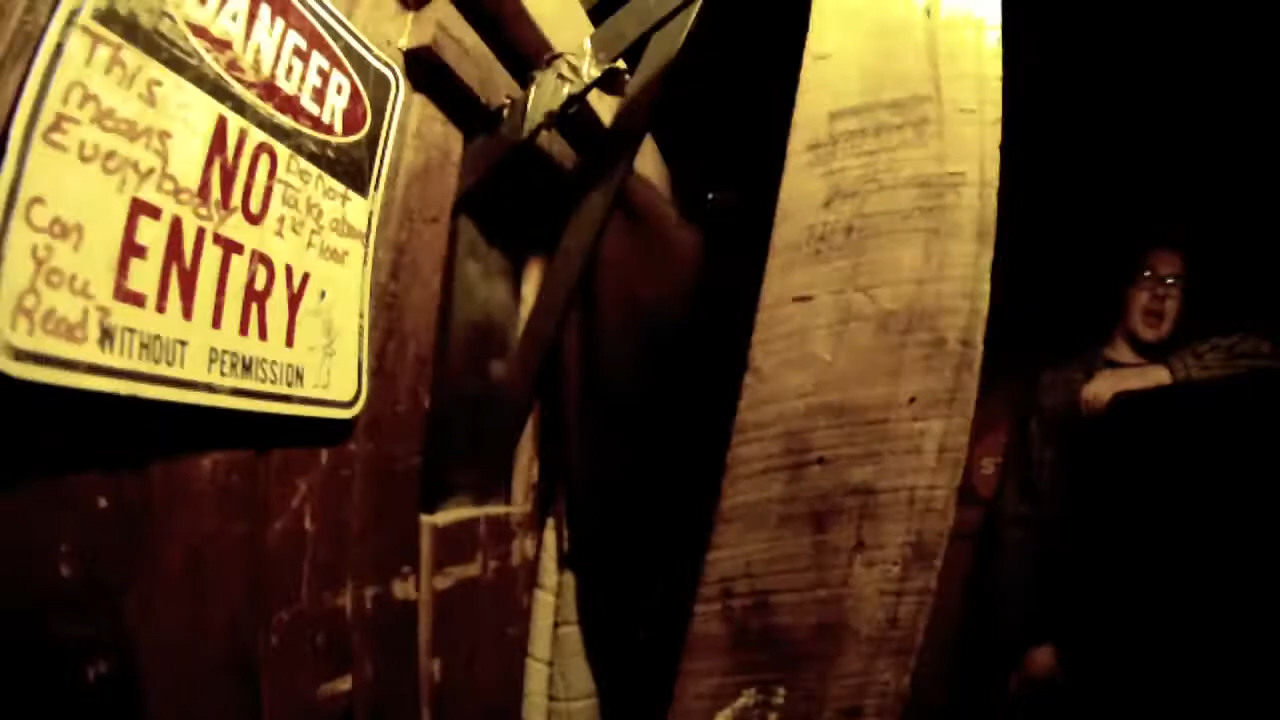 DANGER
NO
ENTRY
WITHOUT PERMISSION
This
means
Everybody
Can
You
Read?
Do Not
Take above
1st Floor